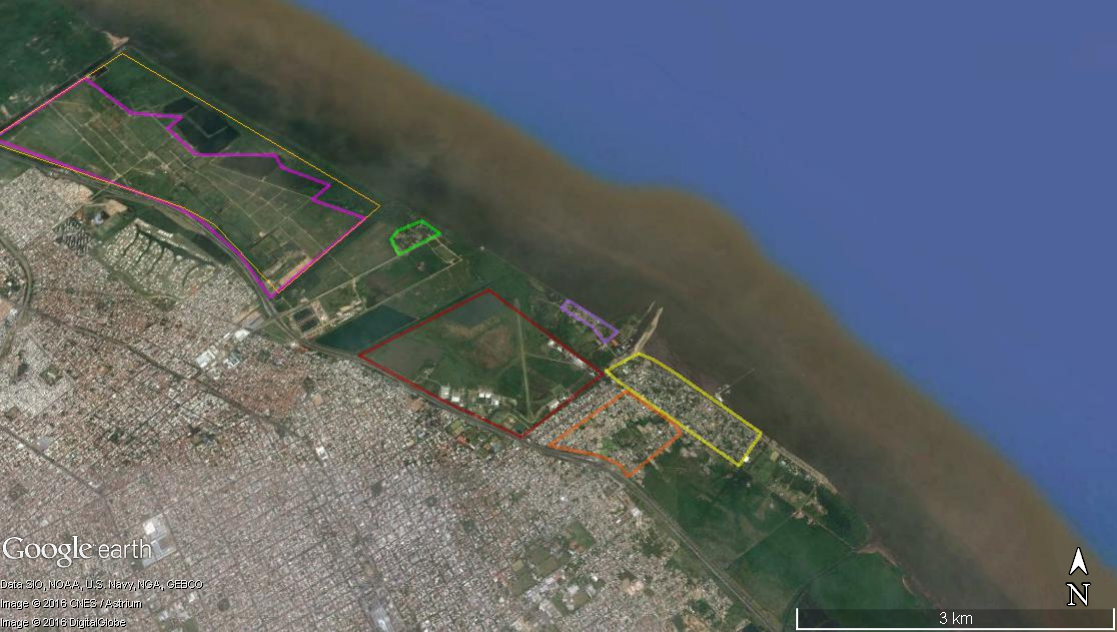 Google earth
Data SIO, NOAA, U.S. Navy, NGA, GEBCO
Image © 2016 CNES / Astrium
Image © 2016 DigitalGlobe
N
3 km